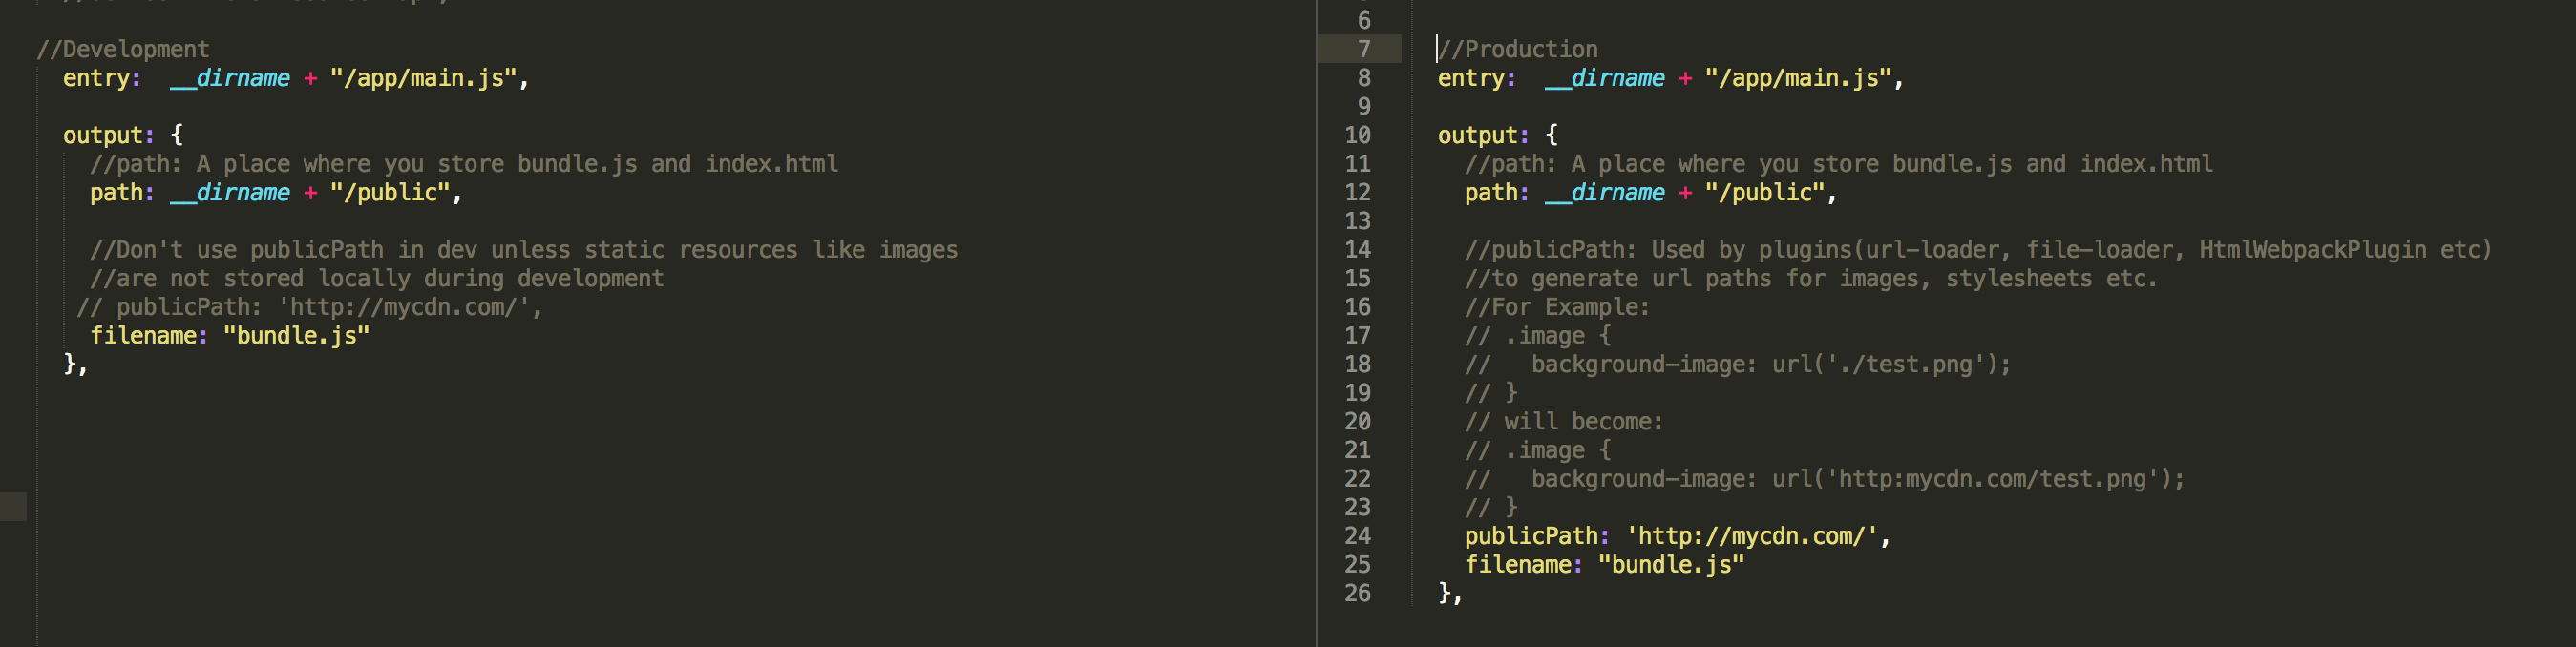 //Development
entry:  __dirname + "/app/main.js",
output: {
//path: A place where you store bundle.js and index.html
path: __dirname + "/public",
//Don't use publicPath in dev unless static resources like images
//are not stored locally during development
// publicPath: 'http://mycdn.com/',
filename: "bundle.js"
},
6
7 //Production
8 entry:  __dirname + "/app/main.js",
9
10 output: {
11 //path: A place where you store bundle.js and index.html
12 path: __dirname + "/public",
13
14 //publicPath: Used by plugins(url-loader, file-loader, HtmlWebpackPlugin etc)
15 //to generate url paths for images, stylesheets etc.
16 //For Example:
17 // .image {
18 //   background-image: url('./test.png');
19 // }
20 // will become:
21 // .image {
22 //   background-image: url('http:mycdn.com/test.png');
23 // }
24 publicPath: 'http://mycdn.com/',
25 filename: "bundle.js"
26 },